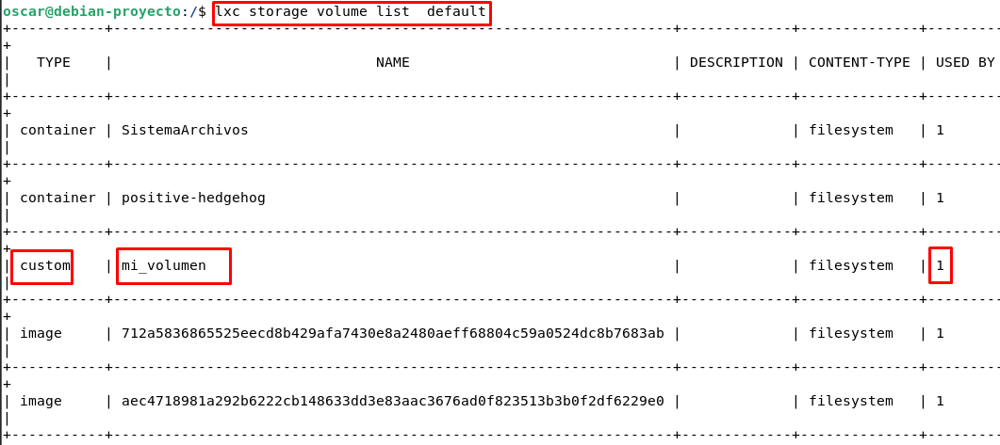 oscar@debian-proyecto:/$ lxc storage volume list  default
+-----------+------------------------------------------------------------------+-------------+--------------+---------
+
|   TYPE    |                               NAME                               | DESCRIPTION | CONTENT-TYPE | USED BY
|
+-----------+------------------------------------------------------------------+-------------+--------------+---------
+
| container | SistemaArchivos                                                  |             | filesystem   | 1
|
+-----------+------------------------------------------------------------------+-------------+--------------+---------
+
| container | positive-hedgehog                                                |             | filesystem   | 1
|
+-----------+------------------------------------------------------------------+-------------+--------------+---------
+
| custom    | mi_volumen                                                       |             | filesystem   | 1
|
+-----------+------------------------------------------------------------------+-------------+--------------+---------
+
| image     | 712a5836865525eecd8b429afa7430e8a2480aeff68804c59a0524dc8b7683ab |             | filesystem   | 1
|
+-----------+------------------------------------------------------------------+-------------+--------------+---------
+
| image     | aec4718981a292b6222cb148633dd3e83aac3676ad0f823513b3b0f2df6229e0 |             | filesystem   | 1
|
+-----------+------------------------------------------------------------------+-------------+--------------+---------